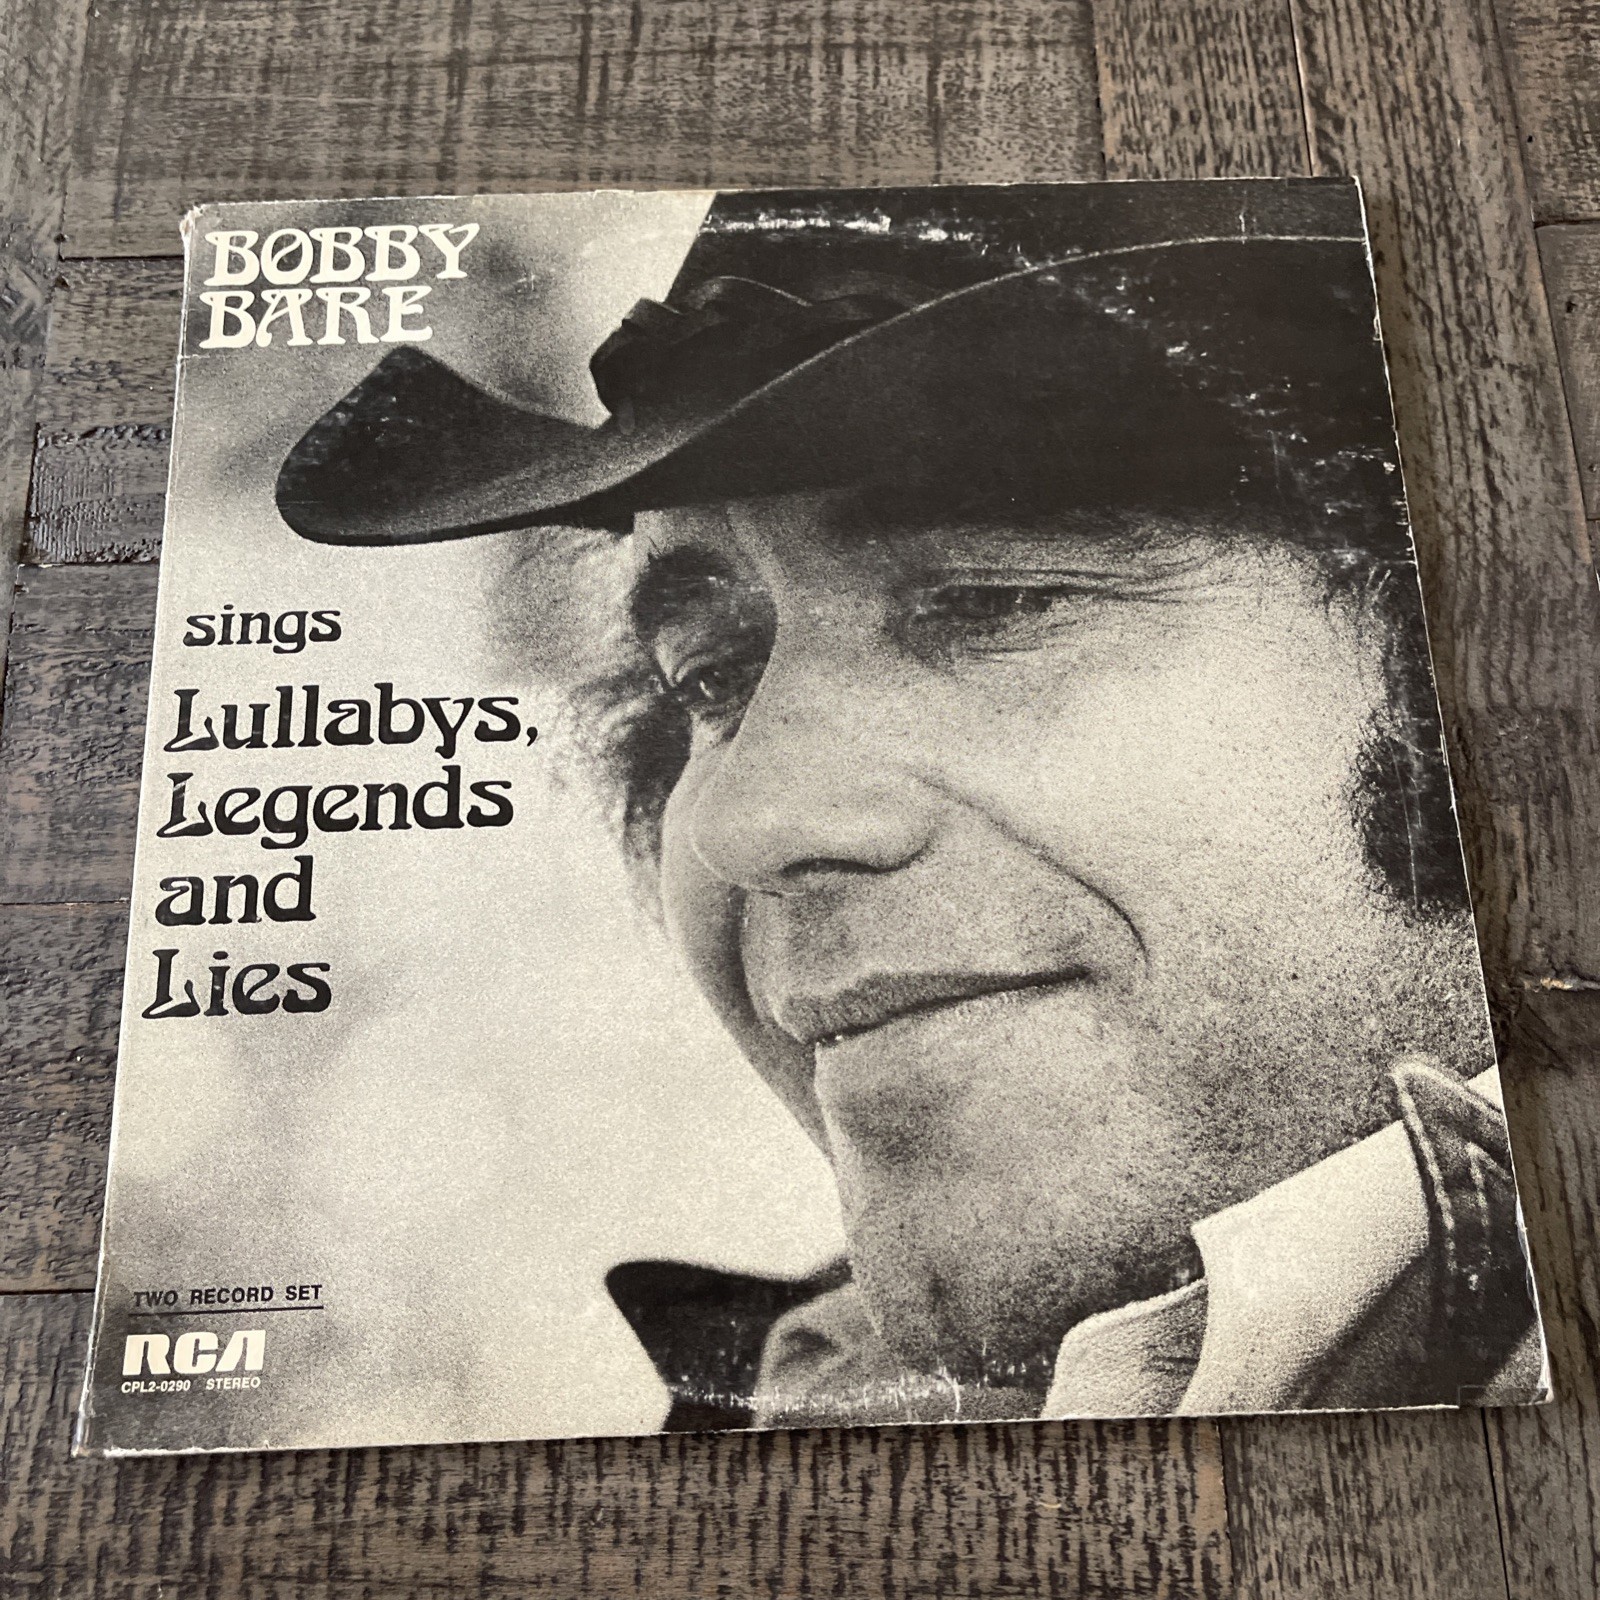 BOBBY
BARE
sings
Lullabys,
Legends
and
Lies
TWO RECORD SET
RCA
CPL2-0290 STEREO